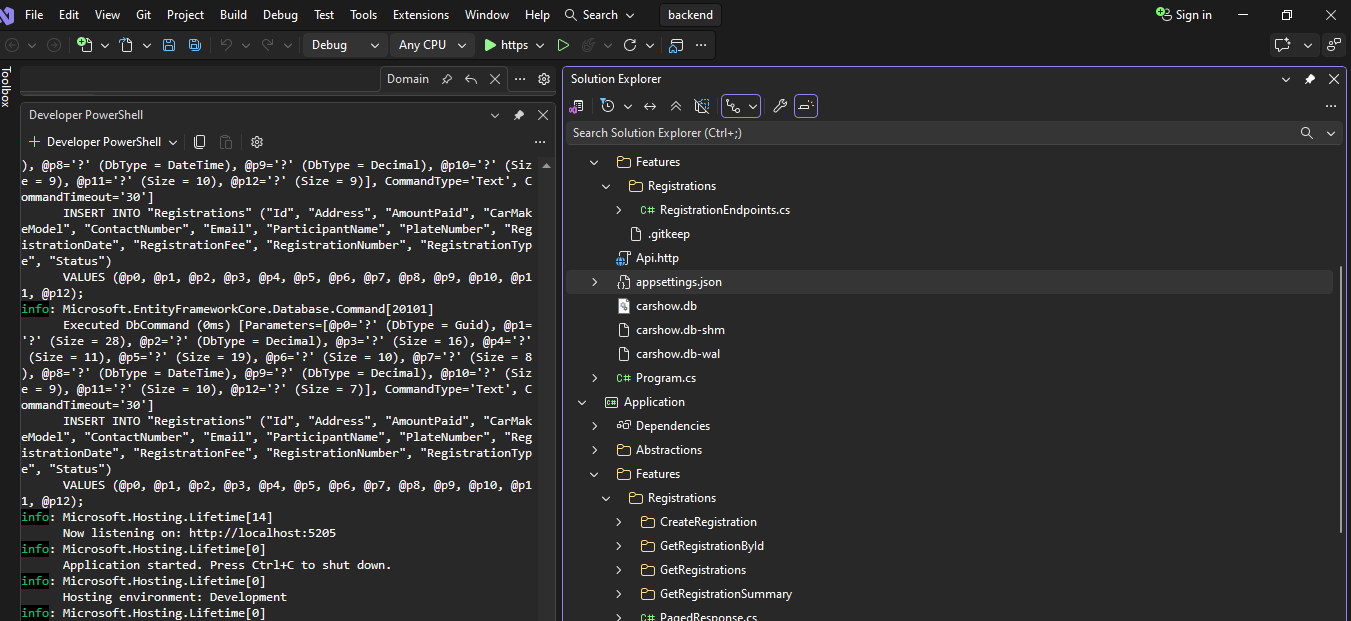 File Edit View Git Project Build Debug Test Tools Extensions Window Help Search backend Sign in
Debug Any CPU https
Toolbox
Domain
Developer PowerShell
Developer PowerShell
), @p8='?' (DbType = DateTime), @p9='?' (DbType = Decimal), @p10='?' (Siz
e = 9), @p11='?' (Size = 10), @p12='?' (Size = 9)], CommandType='Text', C
ommandTimeout='30']
INSERT INTO "Registrations" ("Id", "Address", "AmountPaid", "CarMak
eModel", "ContactNumber", "Email", "ParticipantName", "PlateNumber", "Reg
istrationDate", "RegistrationFee", "RegistrationNumber", "RegistrationTyp
e", "Status")
VALUES (@p0, @p1, @p2, @p3, @p4, @p5, @p6, @p7, @p8, @p9, @p10, @p1
1, @p12);
info: Microsoft.EntityFrameworkCore.Database.Command[20101]
Executed DbCommand (0ms) [Parameters=[@p0='?' (DbType = Guid), @p1=
'?' (Size = 28), @p2='?' (DbType = Decimal), @p3='?' (Size = 16), @p4='?'
(Size = 11), @p5='?' (Size = 19), @p6='?' (Size = 10), @p7='?' (Size = 8
), @p8='?' (DbType = DateTime), @p9='?' (DbType = Decimal), @p10='?' (Siz
e = 9), @p11='?' (Size = 10), @p12='?' (Size = 7)], CommandType='Text', C
ommandTimeout='30']
INSERT INTO "Registrations" ("Id", "Address", "AmountPaid", "CarMak
eModel", "ContactNumber", "Email", "ParticipantName", "PlateNumber", "Reg
istrationDate", "RegistrationFee", "RegistrationNumber", "RegistrationTyp
e", "Status")
VALUES (@p0, @p1, @p2, @p3, @p4, @p5, @p6, @p7, @p8, @p9, @p10, @p1
1, @p12);
info: Microsoft.Hosting.Lifetime[14]
Now listening on: http://localhost:5205
info: Microsoft.Hosting.Lifetime[0]
Application started. Press Ctrl+C to shut down.
info: Microsoft.Hosting.Lifetime[0]
Hosting environment: Development
info: Microsoft.Hosting.Lifetime[0]
Solution Explorer
Search Solution Explorer (Ctrl+;)
Features
Registrations
C# RegistrationEndpoints.cs
.gitkeep
Api.http
appsettings.json
carshow.db
carshow.db-shm
carshow.db-wal
C# Program.cs
C# Application
Dependencies
Abstractions
Features
Registrations
CreateRegistration
GetRegistrationById
GetRegistrations
GetRegistrationSummary
C# PagedResponse.cs